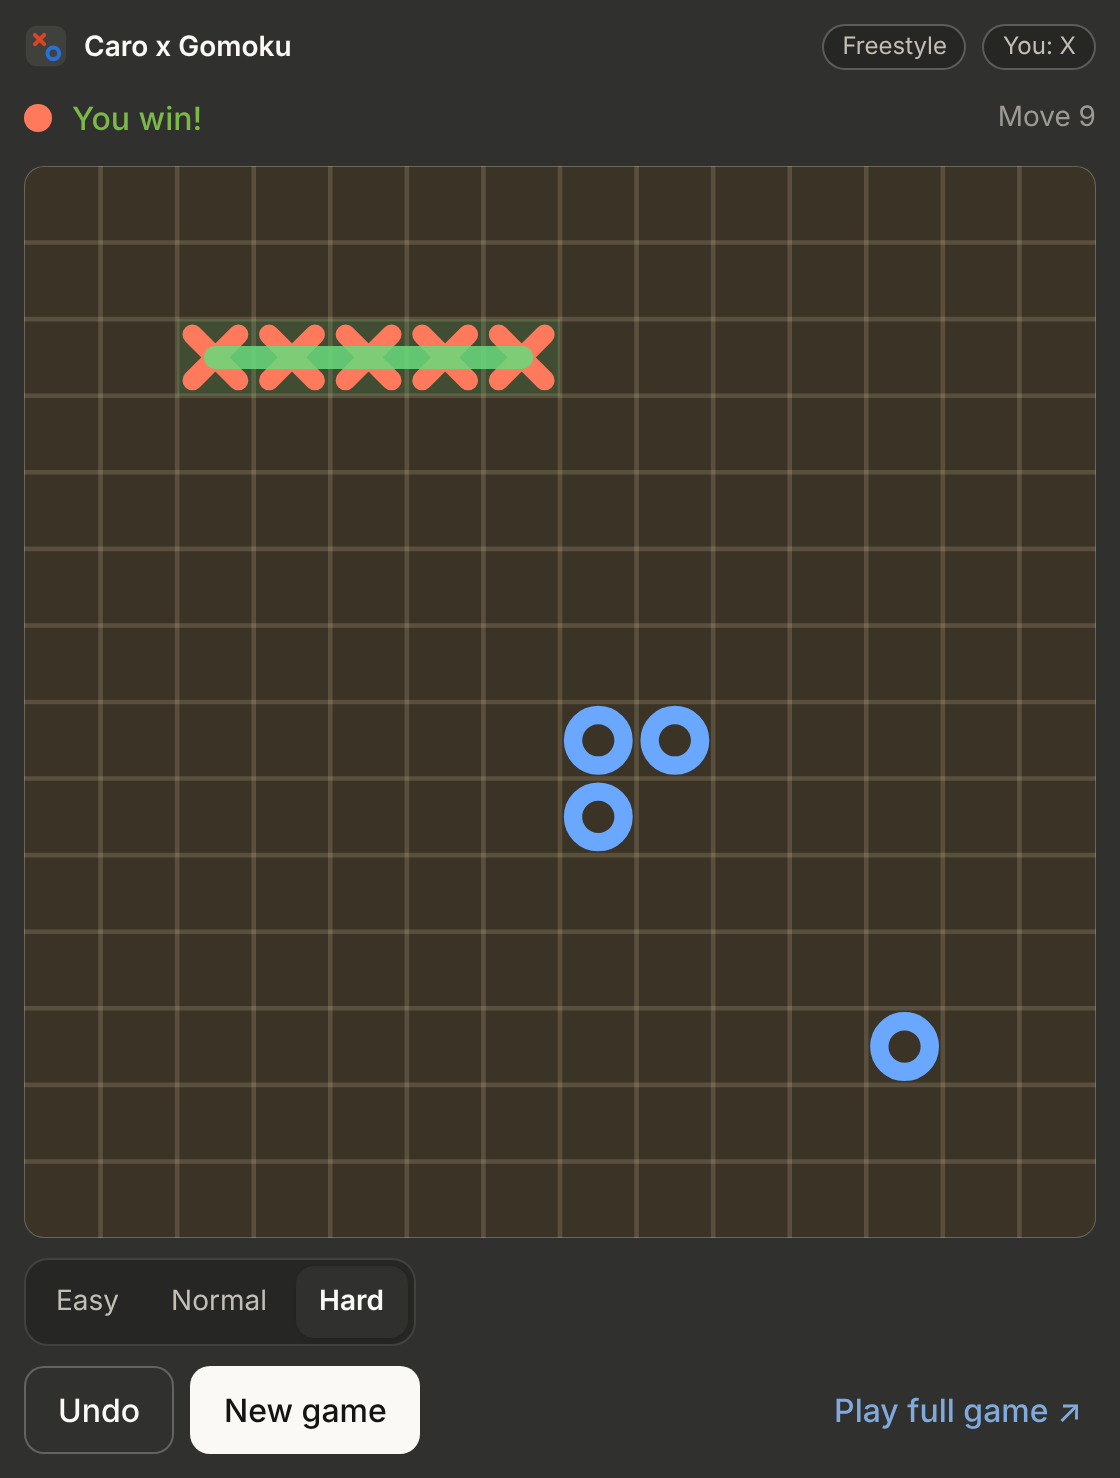 Caro x Gomoku
Freestyle
You: X
You win!
Move 9
Easy
Normal
Hard
Undo
New game
Play full game ↗